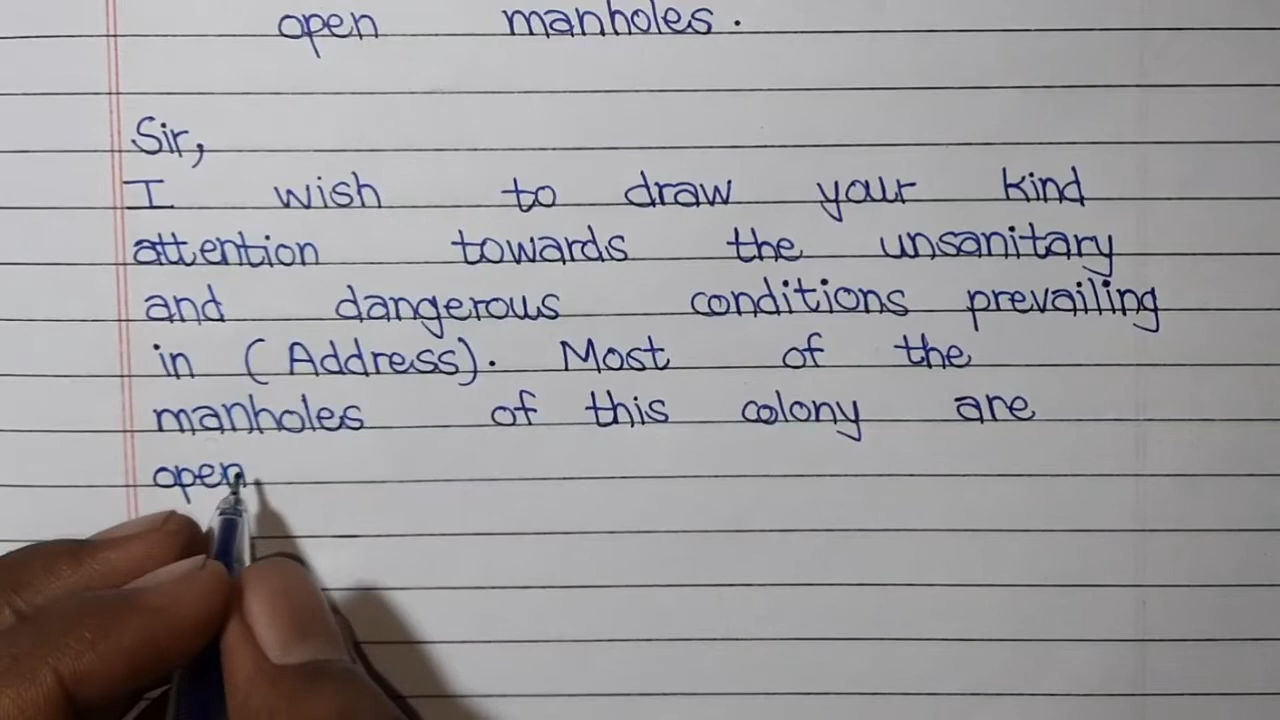 open manholes.
Sir,
I wish to draw your kind
attention towards the unsanitary
and dangerous conditions prevailing
in (Address). Most of the
manholes of this colony are
open